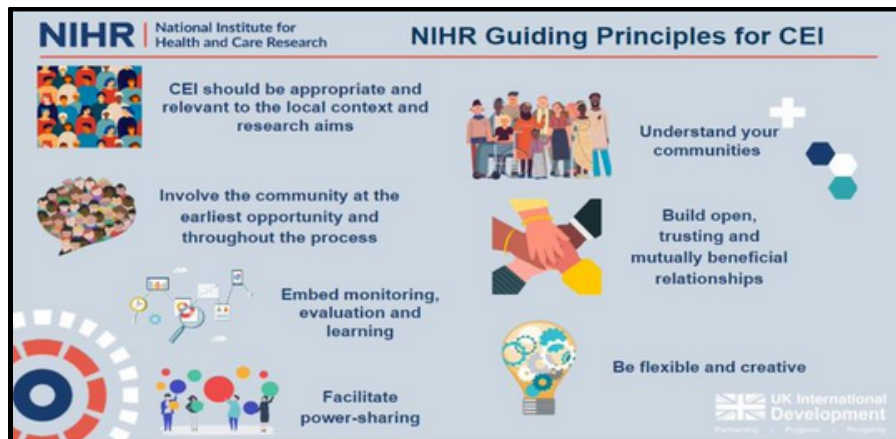 NIHR | National Institute for
Health and Care Research
NIHR Guiding Principles for CEI
CEI should be appropriate and
relevant to the local context and
research aims
Involve the community at the
earliest opportunity and
throughout the process
Embed monitoring,
evaluation and
learning
Facilitate
power-sharing
Understand your
communities
Build open,
trusting and
mutually beneficial
relationships
Be flexible and creative
UK International
Development
Partnership | Progress | Prosperity